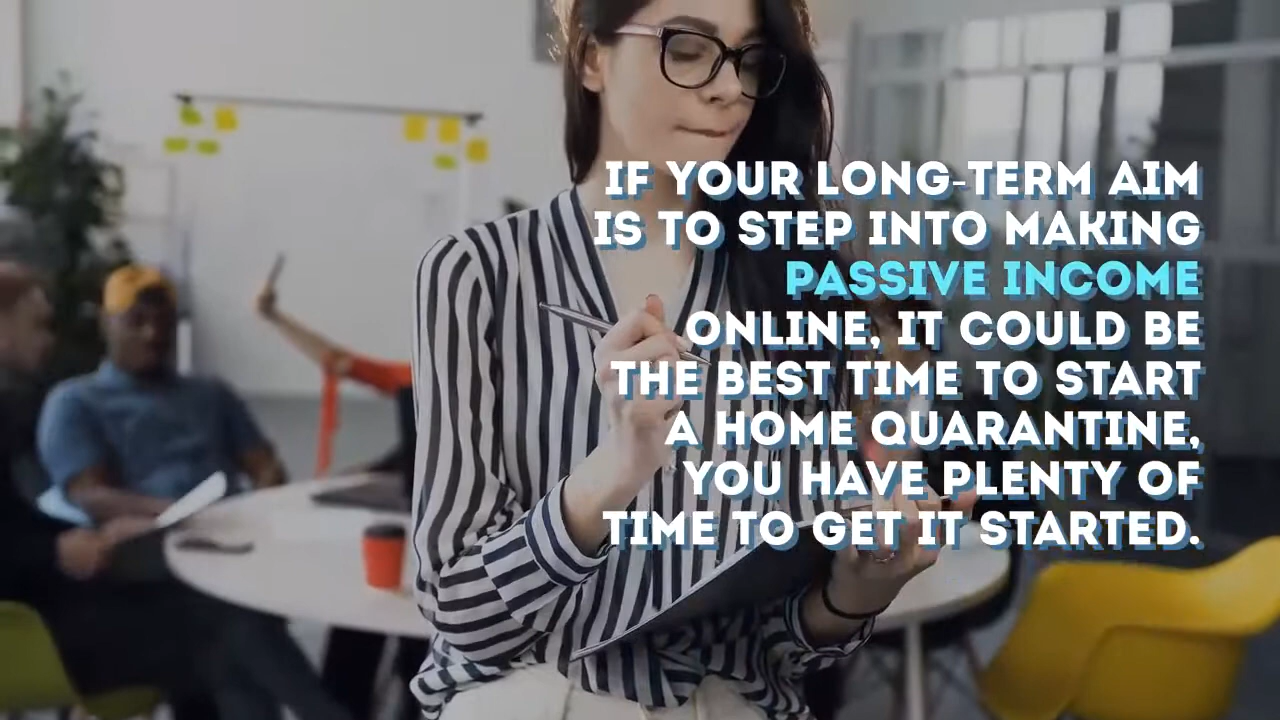 IF YOUR LONG-TERM AIM
IS TO STEP INTO MAKING
PASSIVE INCOME
ONLINE, IT COULD BE
THE BEST TIME TO START
A HOME QUARANTINE,
YOU HAVE PLENTY OF
TIME TO GET IT STARTED.